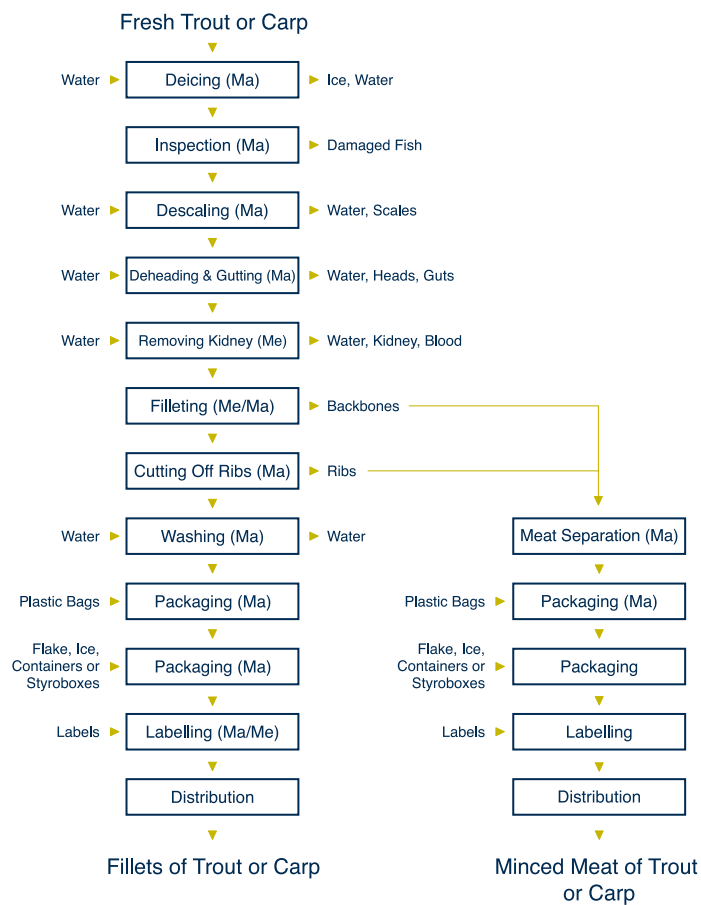 Fresh Trout or Carp
Water
Deicing (Ma)
Ice, Water
Inspection (Ma)
Damaged Fish
Water
Descaling (Ma)
Water, Scales
Water
Deheading & Gutting (Ma)
Water, Heads, Guts
Water
Removing Kidney (Me)
Water, Kidney, Blood
Filleting (Me/Ma)
Backbones
Cutting Off Ribs (Ma)
Ribs
Water
Washing (Ma)
Water
Plastic Bags
Packaging (Ma)
Flake, Ice,
Containers or
Styroboxes
Packaging (Ma)
Labels
Labelling (Ma/Me)
Distribution
Fillets of Trout or Carp
Meat Separation (Ma)
Plastic Bags
Packaging (Ma)
Flake, Ice,
Containers or
Styroboxes
Packaging
Labels
Labelling
Distribution
Minced Meat of Trout
or Carp